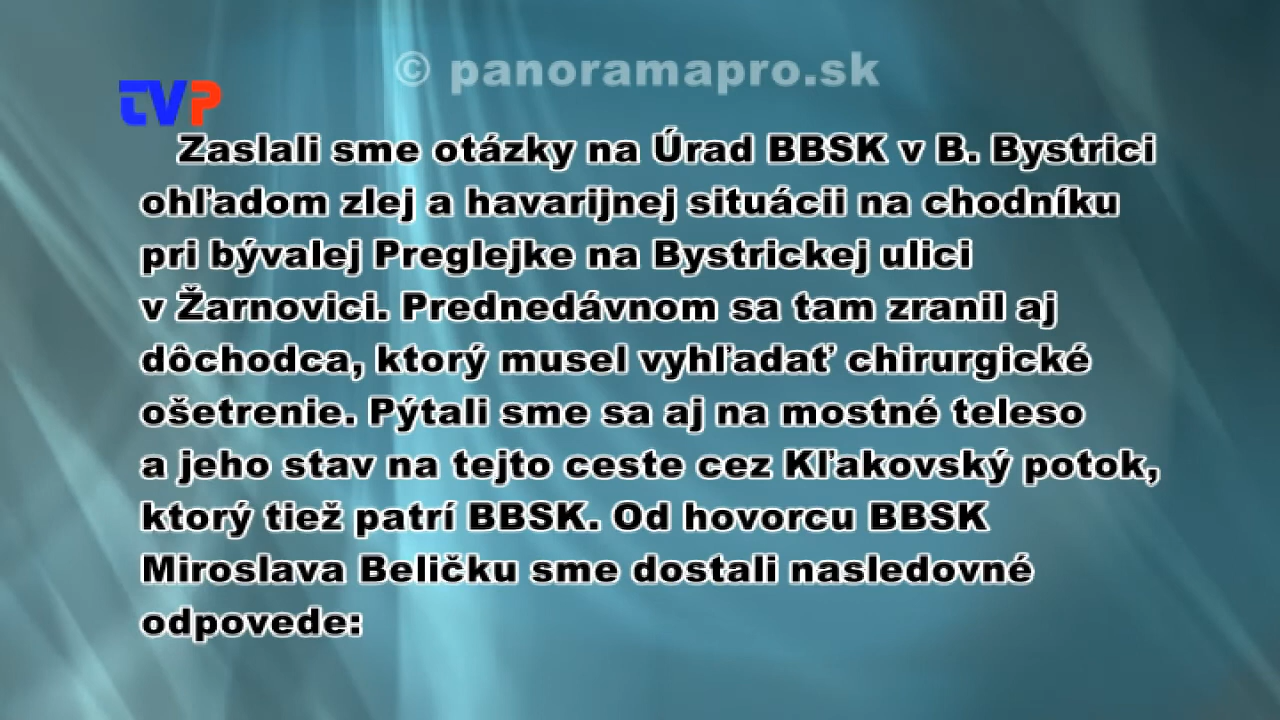 © panoramapro.sk
TVP
Zaslali sme otázky na Úrad BBSK v B. Bystrici
ohľadom zlej a havarijnej situácii na chodníku
pri bývalej Preglejke na Bystrickej ulici
v Žarnovici. Prednedávnom sa tam zranil aj
dôchodca, ktorý musel vyhľadať chirurgické
ošetrenie. Pýtali sme sa aj na mostné teleso
a jeho stav na tejto ceste cez Kľakovský potok,
ktorý tiež patrí BBSK. Od hovorcu BBSK
Miroslava Beličku sme dostali nasledovné
odpovede: